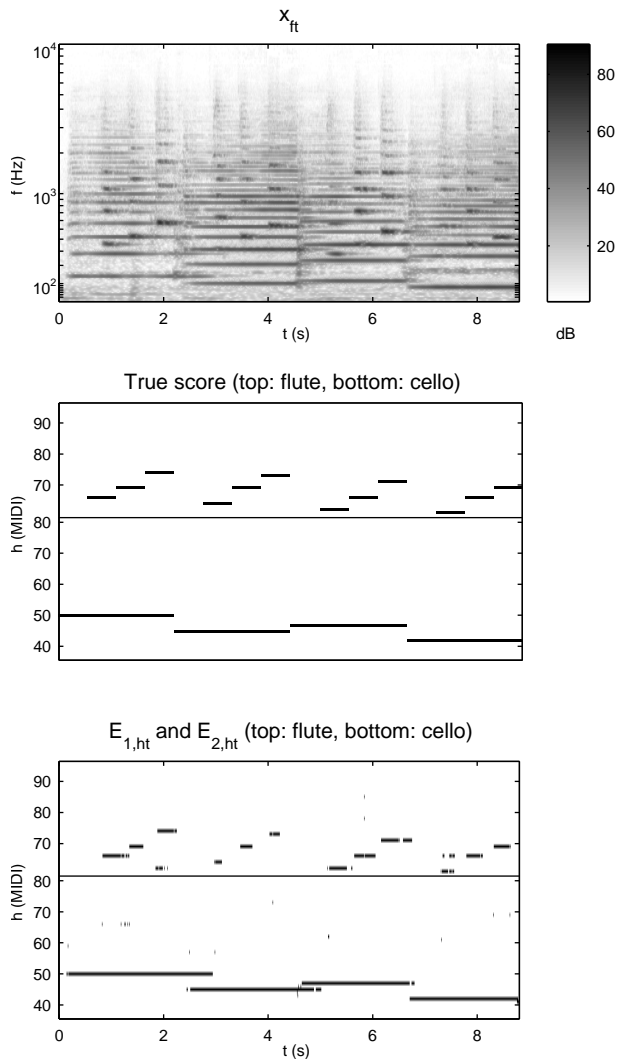 x_ft
f (Hz)
10^4
10^3
10^2
0 2 4 6 8
t (s)
80
60
40
20
dB
True score (top: flute, bottom: cello)
h (MIDI)
90
70
80
70
60
50
40
E_1,ht and E_2,ht (top: flute, bottom: cello)
h (MIDI)
90
70
80
70
60
50
40
0 2 4 6 8
t (s)